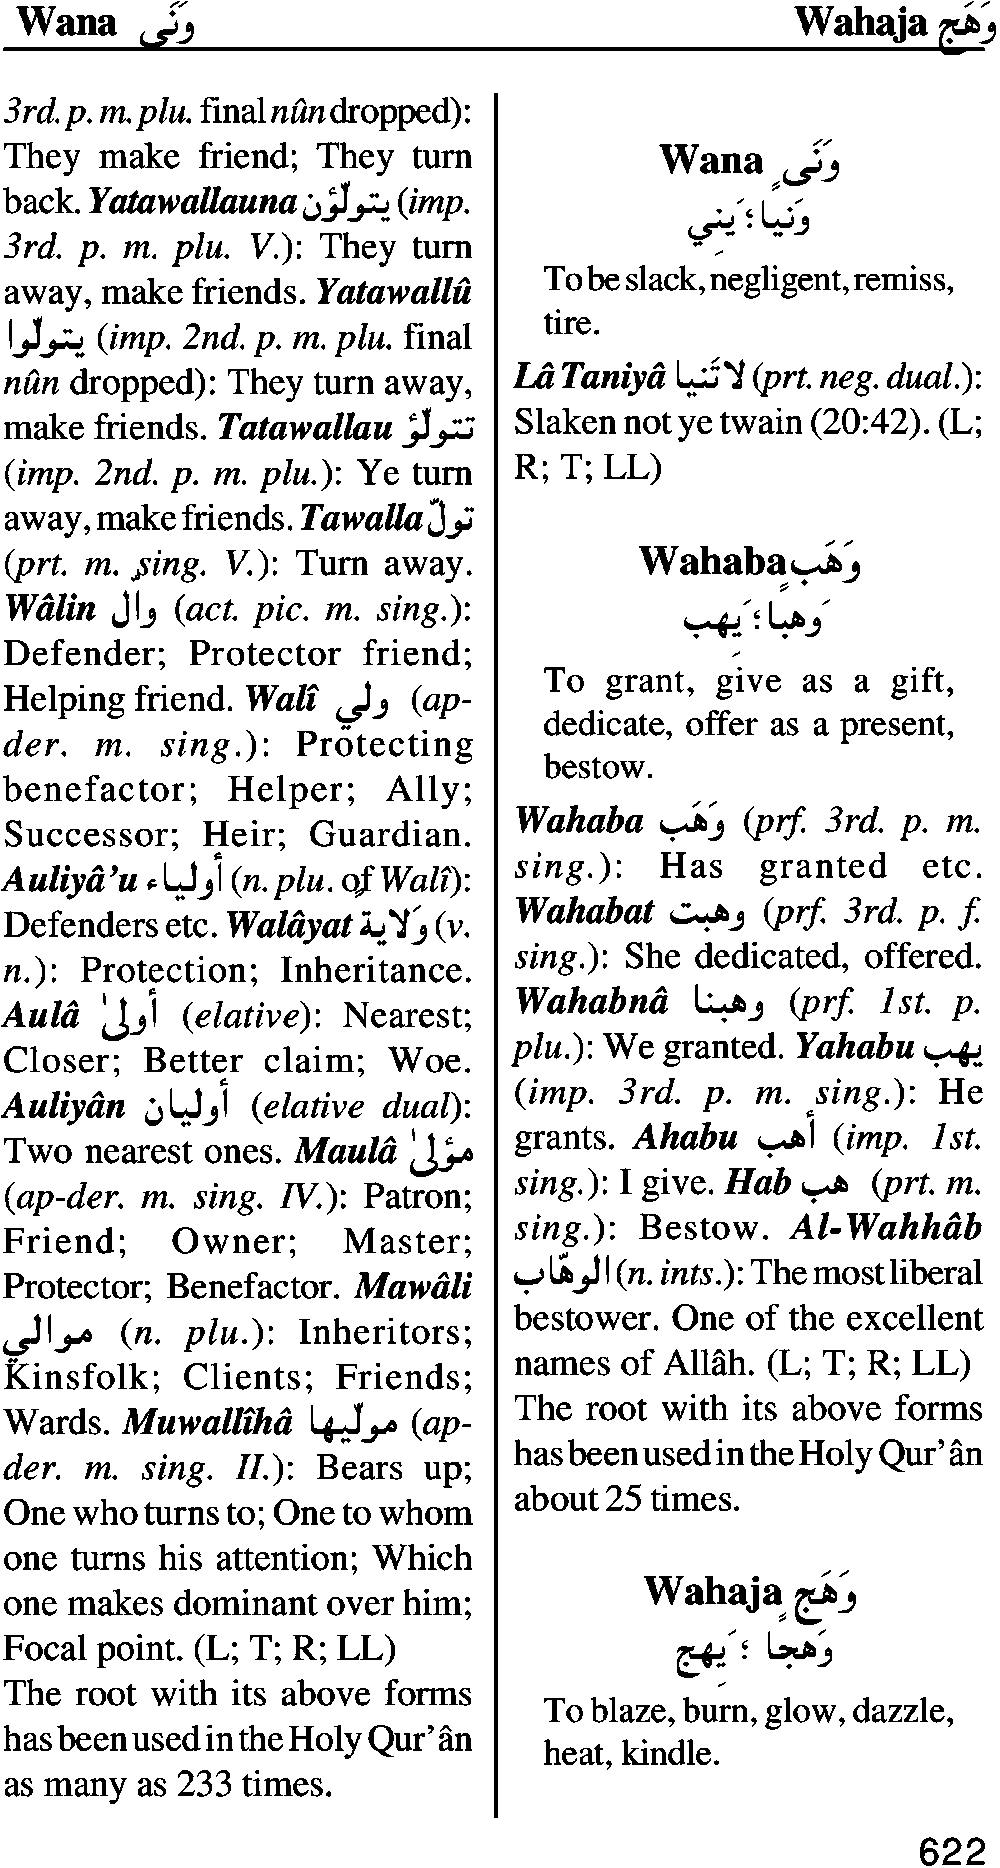 Wana وَنَى
Wahaja وَهَج
3rd. p. m. plu. final nûn dropped):
They make friend; They turn
back. Yatawallauna يتولّؤن (imp.
3rd. p. m. plu. V.): They turn
away, make friends. Yatawallû
يتولّوا (imp. 2nd. p. m. plu. final
nûn dropped): They turn away,
make friends. Tatawallau تتولّؤ
(imp. 2nd. p. m. plu.): Ye turn
away, make friends. Tawalla تولّ
(prt. m. sing. V.): Turn away.
Wâlin وال (act. pic. m. sing.):
Defender; Protector friend;
Helping friend. Walî ولي (ap-
der. m. sing.): Protecting
benefactor; Helper; Ally;
Successor; Heir; Guardian.
Auliyâ’u أولياء (n. plu. of Walî):
Defenders etc. Walâyat وَلاية (v.
n.): Protection; Inheritance.
Aulâ أولىٰ (elative): Nearest;
Closer; Better claim; Woe.
Auliyân أوليان (elative dual):
Two nearest ones. Maulâ مؤلىٰ
(ap-der. m. sing. IV.): Patron;
Friend; Owner; Master;
Protector; Benefactor. Mawâli
موالي (n. plu.): Inheritors;
Kinsfolk; Clients; Friends;
Wards. Muwallîhâ مولّيها (ap-
der. m. sing. II.): Bears up;
One who turns to; One to whom
one turns his attention; Which
one makes dominant over him;
Focal point. (L; T; R; LL)
The root with its above forms
has been used in the Holy Qur’ân
as many as 233 times.
Wana وَنَى
وَنيا؛ يَنِي
To be slack, negligent, remiss,
tire.
Lâ Taniyâ لاتَنيا (prt. neg. dual.):
Slaken not ye twain (20:42). (L;
R; T; LL)
Wahaba وَهَب
وَهبا؛ يَهِب
To grant, give as a gift,
dedicate, offer as a present,
bestow.
Wahaba وَهَب (prf. 3rd. p. m.
sing.): Has granted etc.
Wahabat وهبت (prf. 3rd. p. f.
sing.): She dedicated, offered.
Wahabnâ وهبنا (prf. 1st. p.
plu.): We granted. Yahabu يهب
(imp. 3rd. p. m. sing.): He
grants. Ahabu أهب (imp. 1st.
sing.): I give. Hab هب (prt. m.
sing.): Bestow. Al-Wahhâb
الوهّاب (n. ints.): The most liberal
bestower. One of the excellent
names of Allâh. (L; T; R; LL)
The root with its above forms
has been used in the Holy Qur’ân
about 25 times.
Wahaja وَهَج
وَهجا ؛ يَهِج
To blaze, burn, glow, dazzle,
heat, kindle.
622